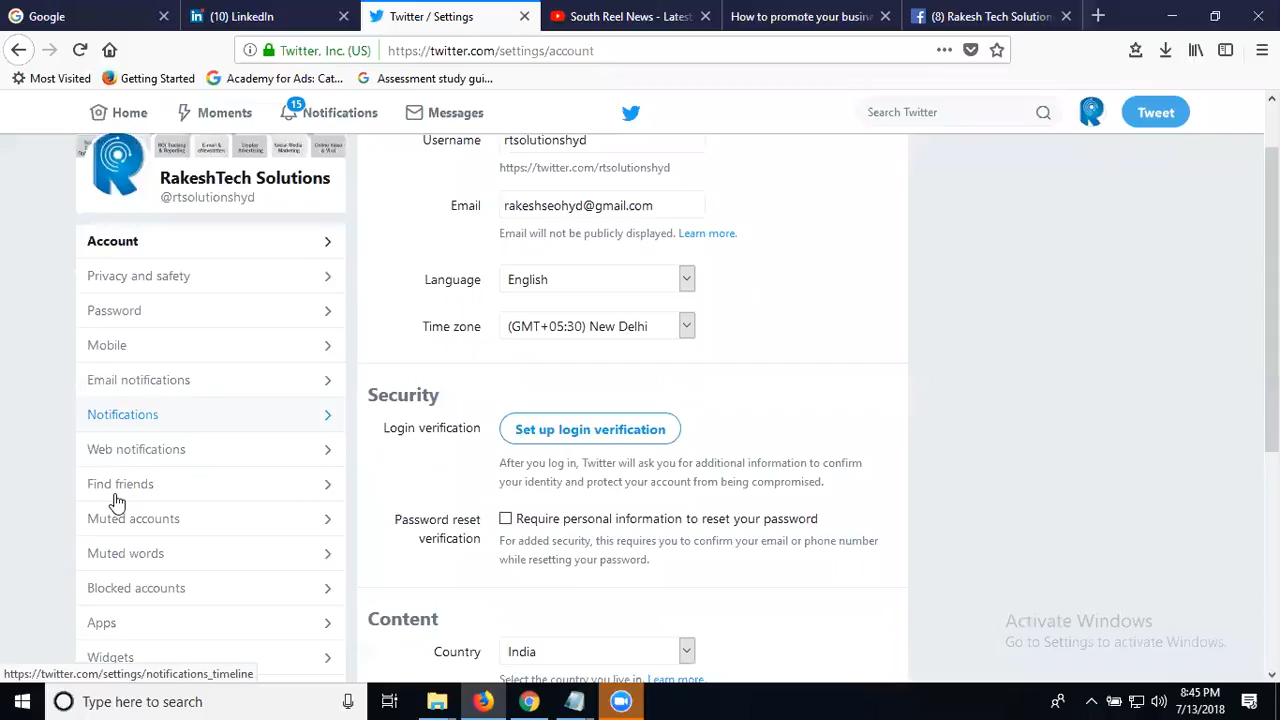 Google
(10) LinkedIn
Twitter / Settings
South Reel News - Latest
How to promote your busin
(8) Rakesh Tech Solution
Twitter, Inc. (US)
https://twitter.com/settings/account
Most Visited
Getting Started
Academy for Ads: Cat...
Assessment study gui...
Home
Moments
15
Notifications
Messages
Search Twitter
Tweet
RakeshTech Solutions
@rtsolutionshyd
Account
Privacy and safety
Password
Mobile
Email notifications
Notifications
Web notifications
Find friends
Muted accounts
Muted words
Blocked accounts
Apps
Widgets
https://twitter.com/settings/notifications_timeline
Username rtsolutionshyd
https://twitter.com/rtsolutionshyd
Email rakeshseohyd@gmail.com
Email will not be publicly displayed. Learn more.
Language English
Time zone (GMT+05:30) New Delhi
Security
Login verification Set up login verification
After you log in, Twitter will ask you for additional information to confirm
your identity and protect your account from being compromised.
Password reset
verification
Require personal information to reset your password
For added security, this requires you to confirm your email or phone number
while resetting your password.
Content
Country India
Select the country you live in. Learn more.
Activate Windows
Go to Settings to activate Windows.
Type here to search
8:45 PM
7/13/2018